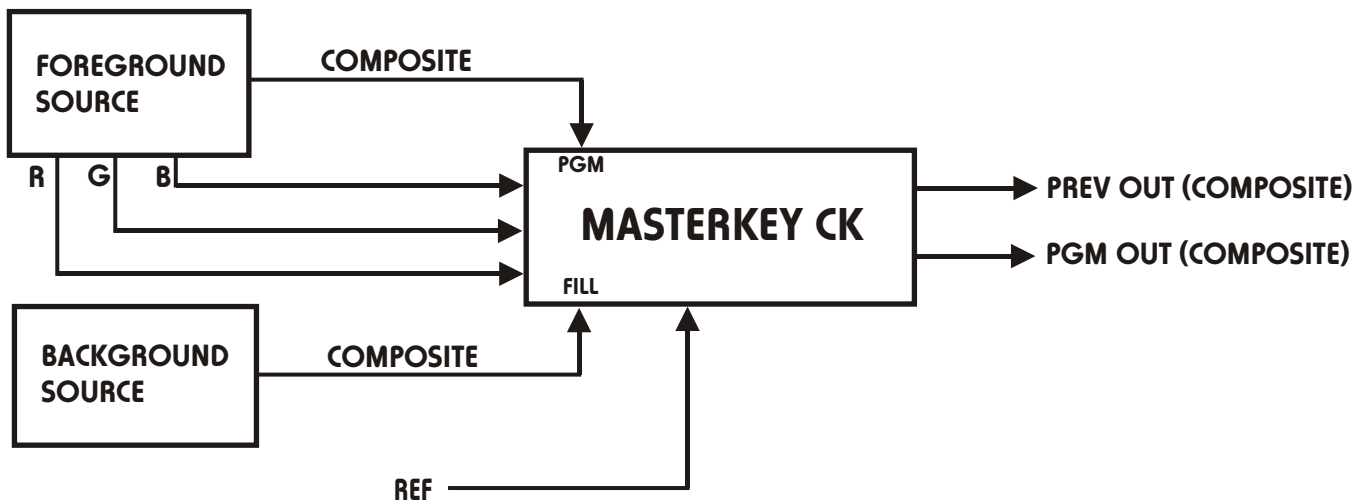 FOREGROUND
SOURCE
COMPOSITE
R
G
B
PGM
MASTERKEY CK
FILL
PREV OUT (COMPOSITE)
PGM OUT (COMPOSITE)
BACKGROUND
SOURCE
COMPOSITE
REF